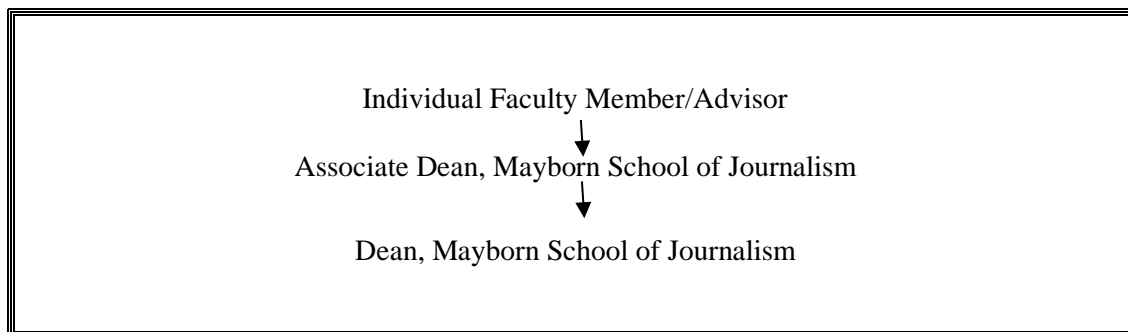 Individual Faculty Member/Advisor
Associate Dean, Mayborn School of Journalism
Dean, Mayborn School of Journalism